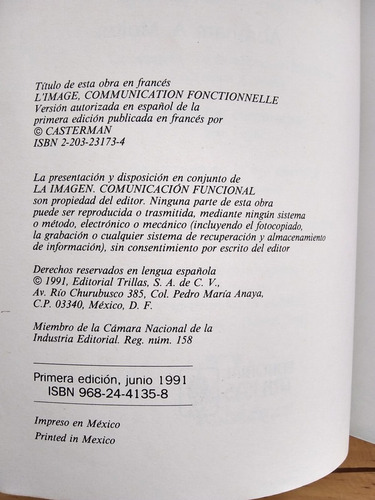 Título de esta obra en francés
L'IMAGE, COMMUNICATION FONCTIONNELLE
Versión autorizada en español de la
primera edición publicada en francés por
© CASTERMAN
ISBN 2-203-23173-4
La presentación y disposición en conjunto de
LA IMAGEN. COMUNICACIÓN FUNCIONAL
son propiedad del editor. Ninguna parte de esta obra
puede ser reproducida o trasmitida, mediante ningún sistema
o método, electrónico o mecánico (incluyendo el fotocopiado,
la grabación o cualquier sistema de recuperación y almacenamiento
de información), sin consentimiento por escrito del editor
Derechos reservados en lengua española
© 1991, Editorial Trillas, S. A. de C. V.,
Av. Río Churubusco 385, Col. Pedro María Anaya,
C.P. 03340, México, D. F.
Miembro de la Cámara Nacional de la
Industria Editorial. Reg. núm. 158
Primera edición, junio 1991
ISBN 968-24-4135-8
Impreso en México
Printed in Mexico